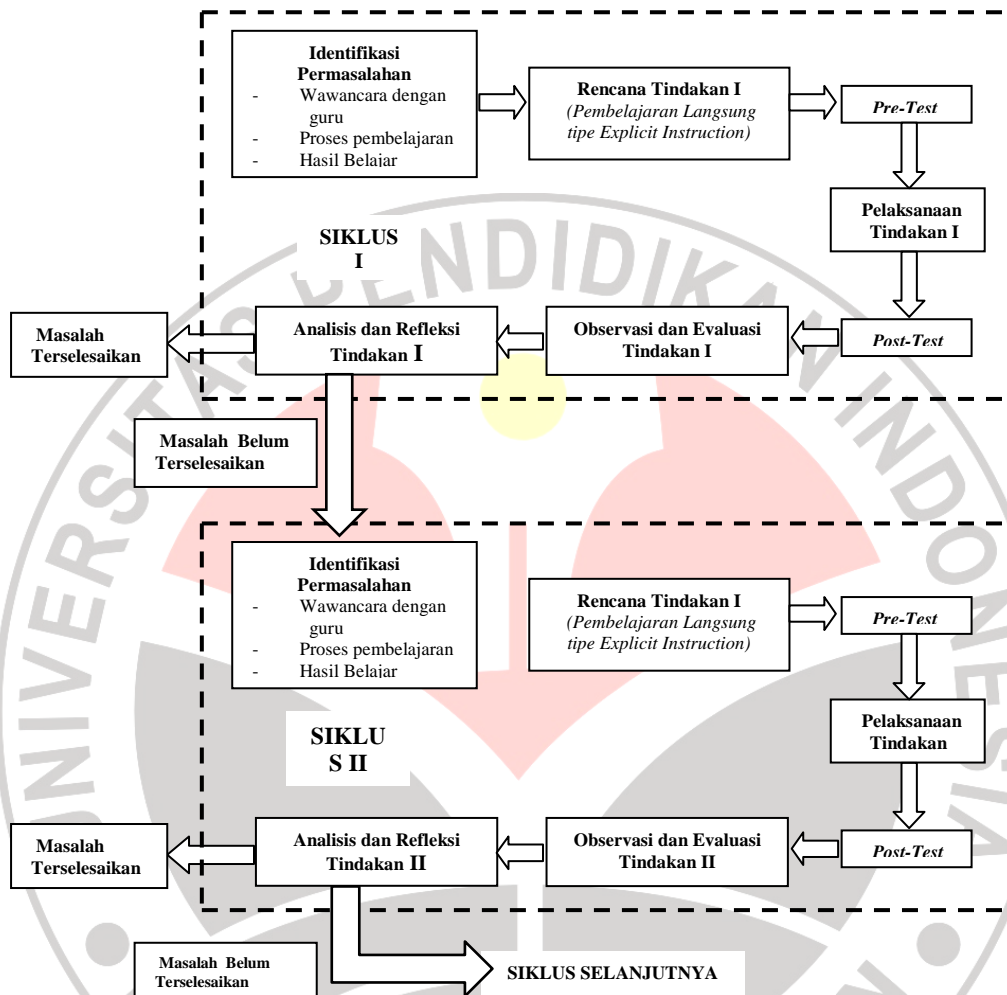 Identifikasi
Permasalahan
- Wawancara dengan
guru
- Proses pembelajaran
- Hasil Belajar
Rencana Tindakan I
(Pembelajaran Langsung
tipe Explicit Instruction)
Pre-Test
Pelaksanaan
Tindakan I
SIKLUS
I
Masalah
Terselesaikan
Analisis dan Refleksi
Tindakan I
Observasi dan Evaluasi
Tindakan I
Post-Test
Masalah Belum
Terselesaikan
Identifikasi
Permasalahan
- Wawancara dengan
guru
- Proses pembelajaran
- Hasil Belajar
Rencana Tindakan I
(Pembelajaran Langsung
tipe Explicit Instruction)
Pre-Test
Pelaksanaan
Tindakan
SIKLU
S II
Masalah
Terselesaikan
Analisis dan Refleksi
Tindakan II
Observasi dan Evaluasi
Tindakan II
Post-Test
Masalah Belum
Terselesaikan
SIKLUS SELANJUTNYA
UNIVERSITAS PENDIDIKAN INDONESIA